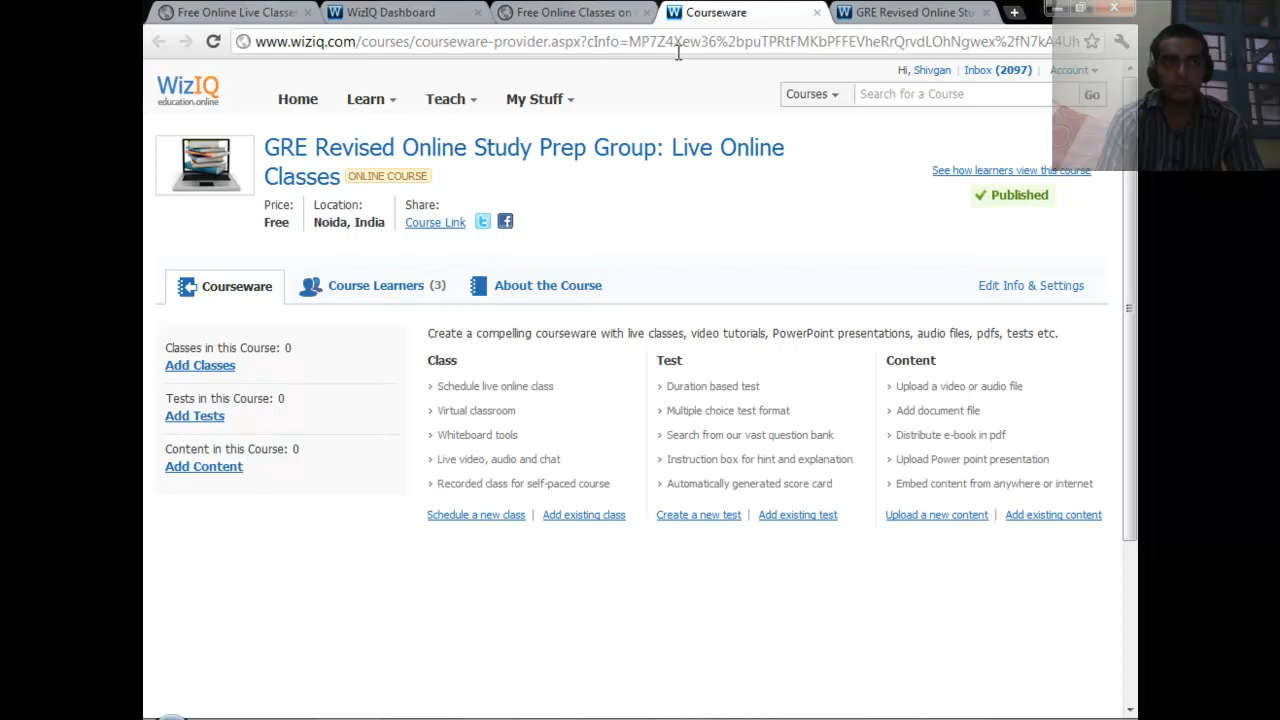 Free Online Live Classe
WizIQ Dashboard
Free Online Classes on
Courseware
GRE Revised Online Stu
www.wiziq.com/courses/courseware-provider.aspx?cInfo=MP7Z4Xew36%2bpuTPRtFMKbPFFEVheRrQrvdLOhNgwex%2fN7kA4Uh
Hi, Shivgan
Inbox (2097)
Account
WizIQ
education.online
Home
Learn
Teach
My Stuff
Courses
Search for a Course
Go
GRE Revised Online Study Prep Group: Live Online
Classes ONLINE COURSE
See how learners view this course
Published
Price:
Free
Location:
Noida, India
Share:
Course Link
Courseware
Course Learners (3)
About the Course
Edit Info & Settings
Classes in this Course: 0
Add Classes
Tests in this Course: 0
Add Tests
Content in this Course: 0
Add Content
Create a compelling courseware with live classes, video tutorials, PowerPoint presentations, audio files, pdfs, tests etc.
Class
Schedule live online class
Virtual classroom
Whiteboard tools
Live video, audio and chat
Recorded class for self-paced course
Schedule a new class | Add existing class
Test
Duration based test
Multiple choice test format
Search from our vast question bank
Instruction box for hint and explanation
Automatically generated score card
Create a new test | Add existing test
Content
Upload a video or audio file
Add document file
Distribute e-book in pdf
Upload Power point presentation
Embed content from anywhere or internet
Upload a new content | Add existing content